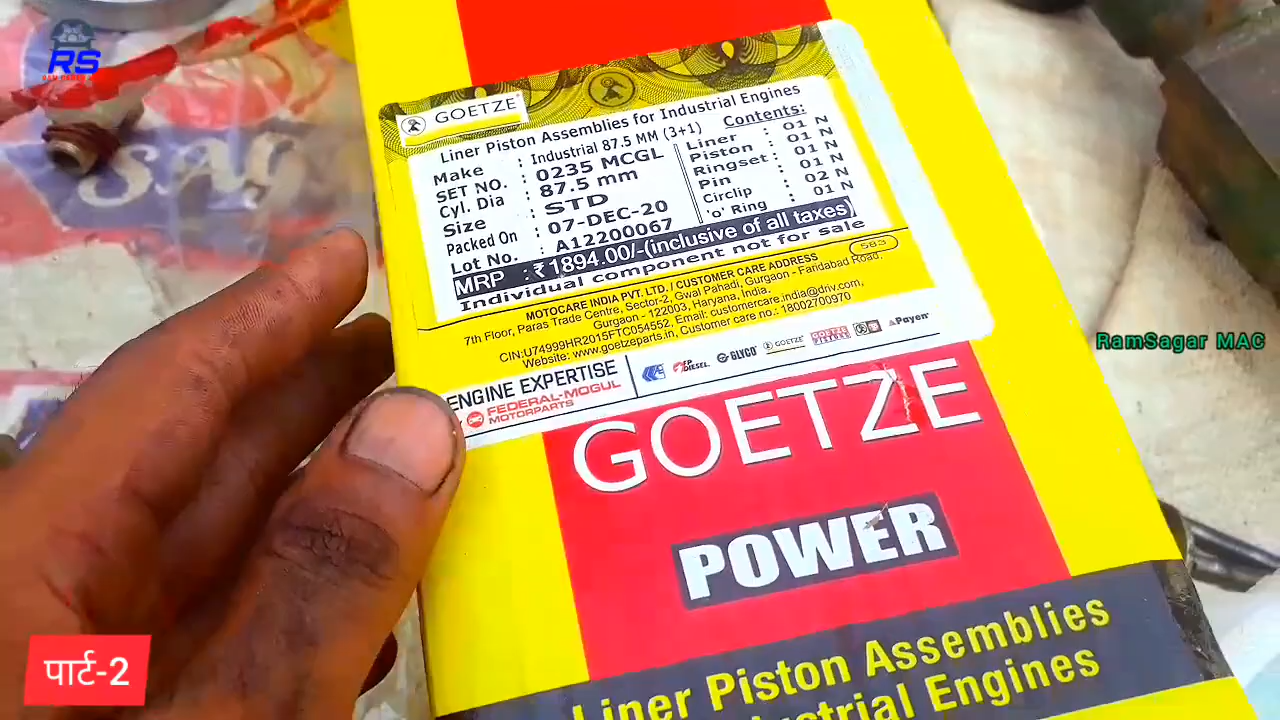 RS
GOETZE
Liner Piston Assemblies for Industrial Engines
Make : Industrial 87.5 MM (3+1)
SET NO. : 0235 MCGL
Cyl. Dia : 87.5 mm
Size : STD
Packed On : 07-DEC-20
Lot No. : A12200067
Contents:
Liner : 01 N
Piston : 01 N
Ringset : 01 N
Pin : 01 N
Circlip : 02 N
'o' Ring : 01 N
MRP : ₹1894.00/-(inclusive of all taxes)
Individual component not for sale
583
MOTOCARE INDIA PVT. LTD. / CUSTOMER CARE ADDRESS
7th Floor, Paras Trade Centre, Sector-2, Gwal Pahadi, Gurgaon - Faridabad Road,
Gurgaon - 122003, Haryana, India.
CIN:U74999HR2015FTC054552, Email: customercare.india@driv.com,
Website: www.goetzeparts.in, Customer care no.: 18002700970
ENGINE EXPERTISE
FEDERAL-MOGUL
MOTORPARTS
FP DIESEL
GLYCO
GOETZE
Payen
GOETZE
POWER
Liner Piston Assemblies
Industrial Engines
RamSagar MAC
पार्ट-2